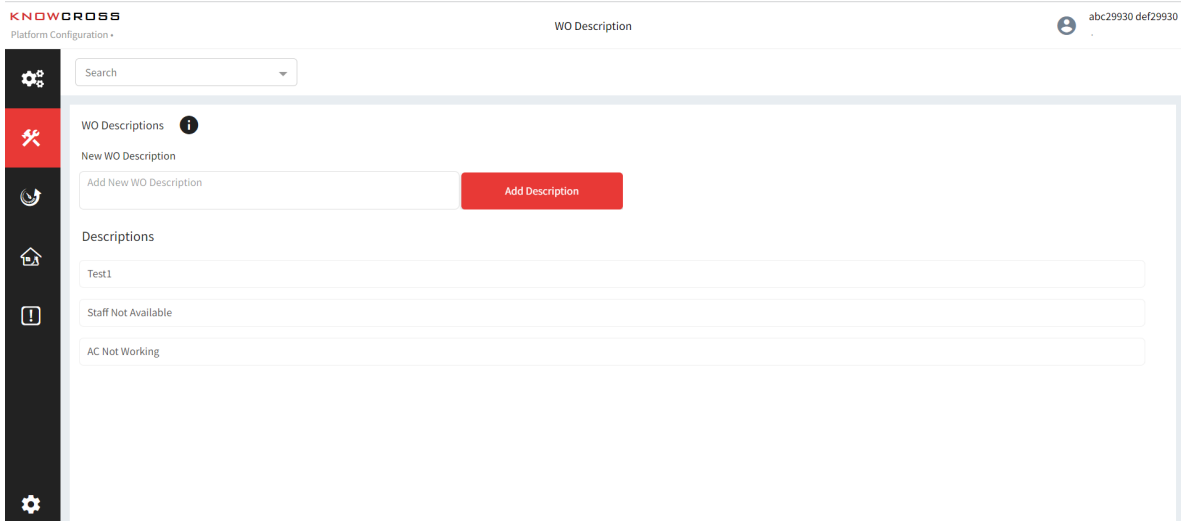 KNOWCROSS
Platform Configuration
WO Description
abc29930 def29930
Search
WO Descriptions
New WO Description
Add New WO Description
Add Description
Descriptions
Test1
Staff Not Available
AC Not Working